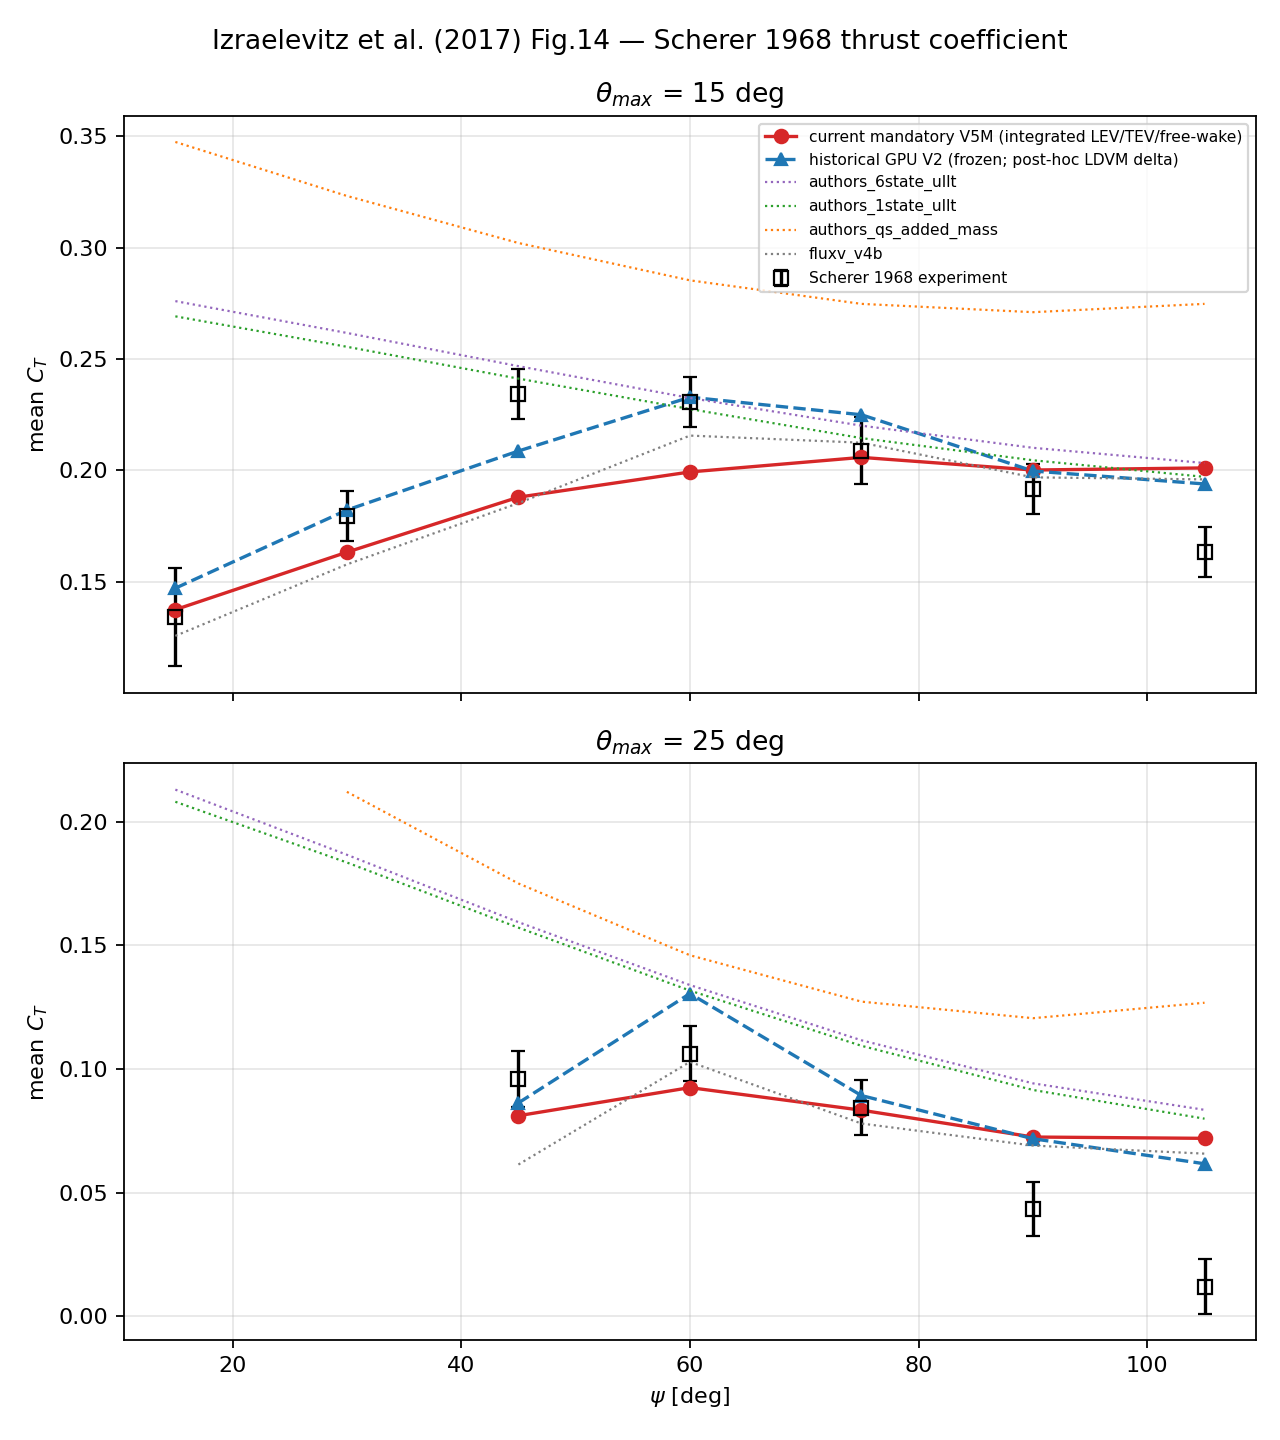 Izraelevitz et al. (2017) Fig.14 — Scherer 1968 thrust coefficient
θmax = 15 deg
0.35
0.30
0.25
0.20
0.15
mean CT
current mandatory V5M (integrated LEV/TEV/free-wake)
historical GPU V2 (frozen; post-hoc LDVM delta)
authors_6state_ullt
authors_1state_ullt
authors_qs_added_mass
fluxv_v4b
Scherer 1968 experiment
θmax = 25 deg
0.20
0.15
0.10
0.05
0.00
mean CT
20 40 60 80 100
ψ [deg]